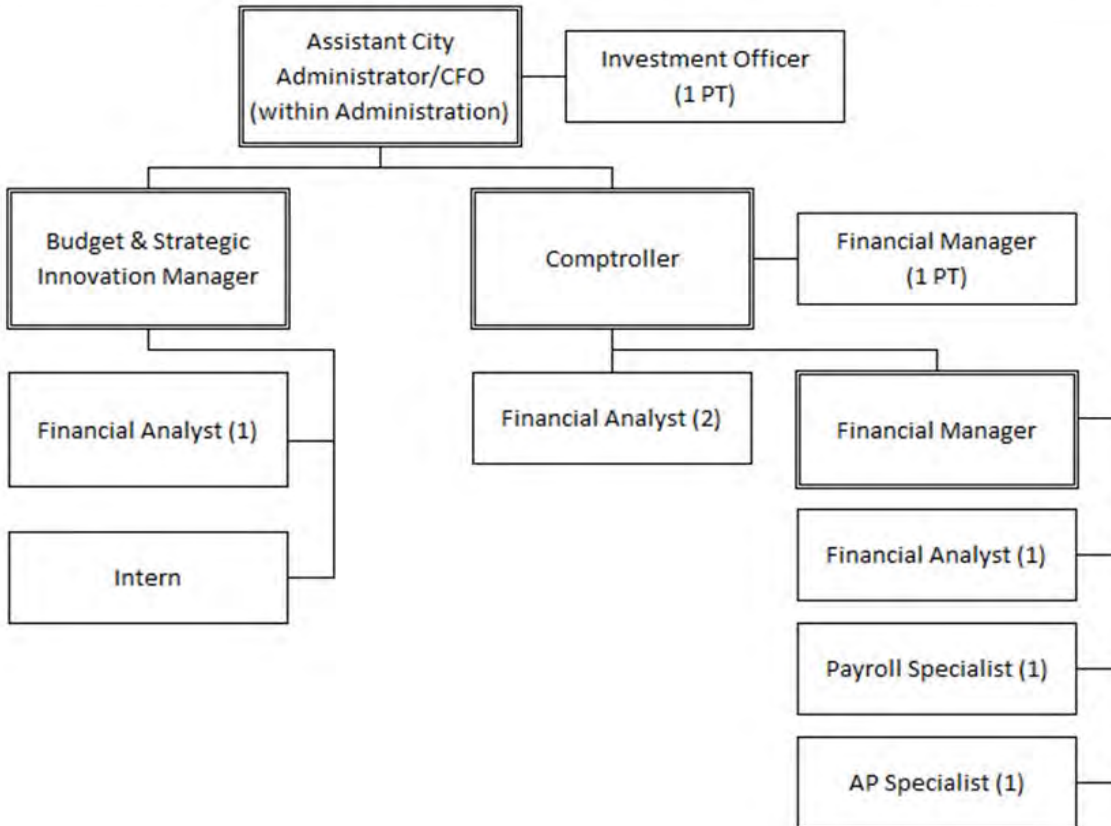 Assistant City
Administrator/CFO
(within Administration)
Investment Officer
(1 PT)
Budget & Strategic
Innovation Manager
Comptroller
Financial Manager
(1 PT)
Financial Analyst (1)
Intern
Financial Analyst (2)
Financial Manager
Financial Analyst (1)
Payroll Specialist (1)
AP Specialist (1)